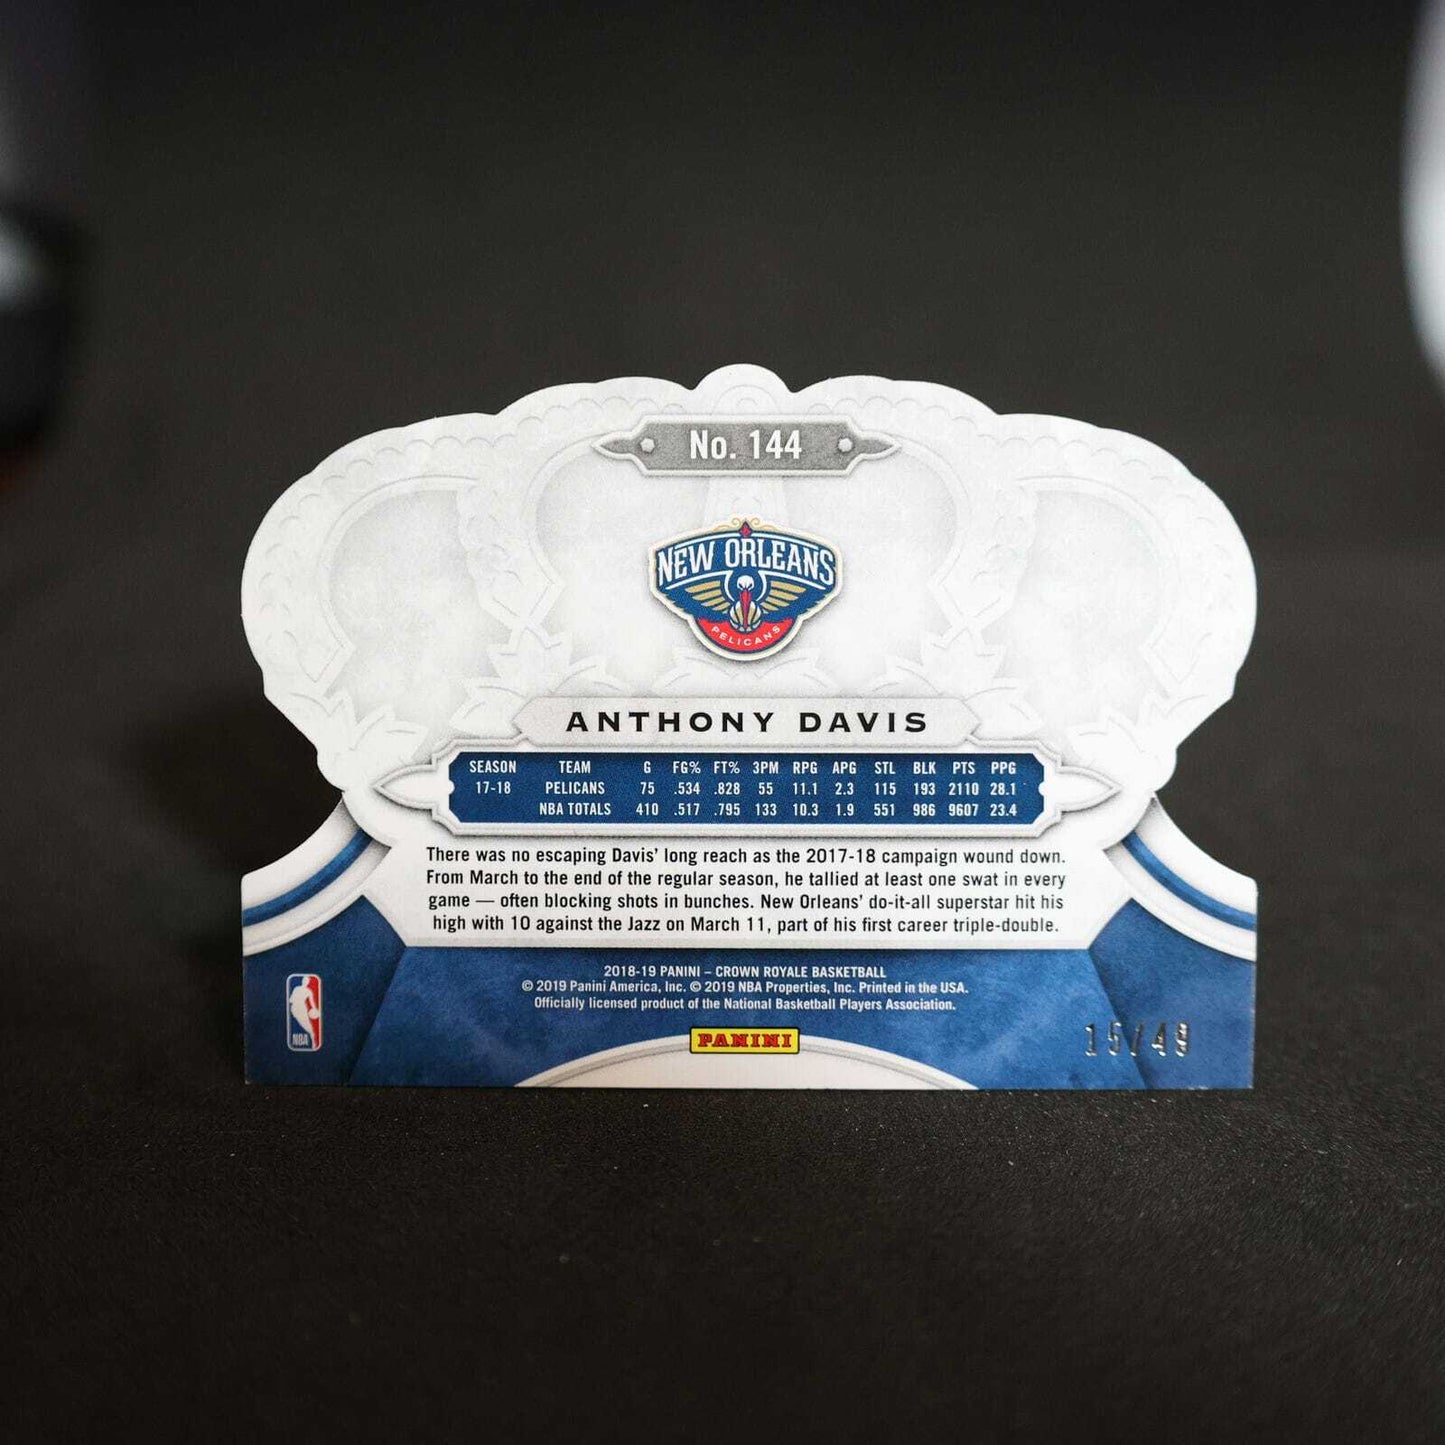 No. 144
NEW ORLEANS
PELICANS
ANTHONY DAVIS
SEASON TEAM G FG% FT% 3PM RPG APG STL BLK PTS PPG
17-18 PELICANS 75 .534 .828 55 11.1 2.3 115 193 2110 28.1
NBA TOTALS 410 .517 .795 133 10.3 1.9 551 986 9607 23.4
There was no escaping Davis' long reach as the 2017-18 campaign wound down.
From March to the end of the regular season, he tallied at least one swat in every
game — often blocking shots in bunches. New Orleans' do-it-all superstar hit his
high with 10 against the Jazz on March 11, part of his first career triple-double.
2018-19 PANINI – CROWN ROYALE BASKETBALL
© 2019 Panini America, Inc. © 2019 NBA Properties, Inc. Printed in the USA.
Officially licensed product of the National Basketball Players Association.
NBA
PANINI
15/49